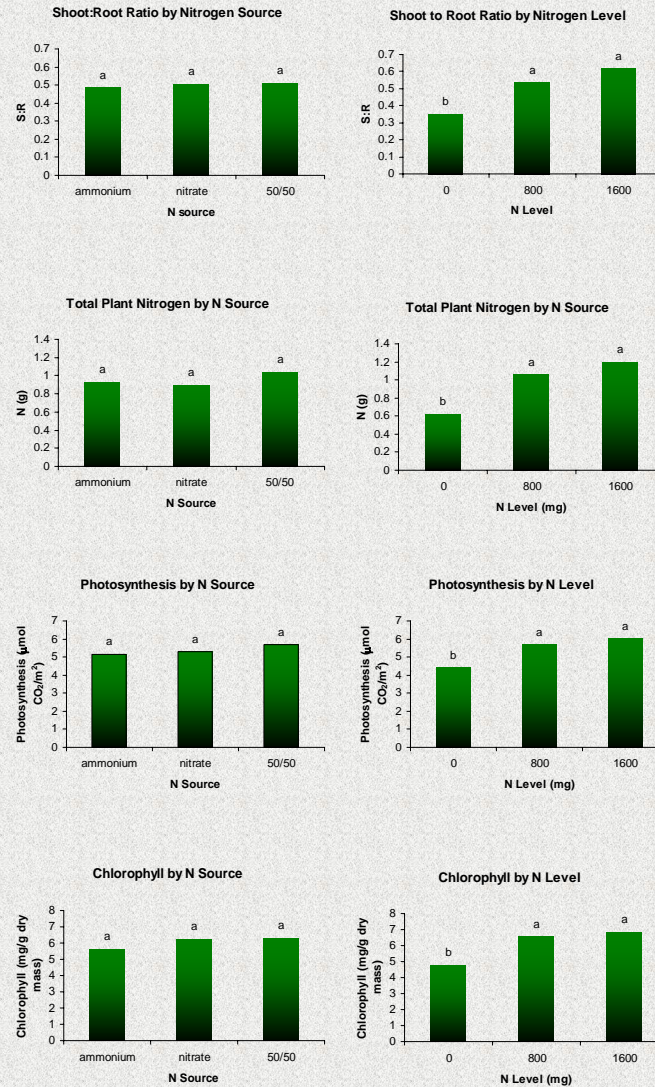 Shoot:Root Ratio by Nitrogen Source
0.7
0.6
0.5
0.4
0.3
0.2
0.1
0
S:R
a
a
a
ammonium nitrate 50/50
N source
Shoot to Root Ratio by Nitrogen Level
0.7
0.6
0.5
0.4
0.3
0.2
0.1
0
S:R
b
a
a
0 800 1600
N Level
Total Plant Nitrogen by N Source
1.4
1.2
1
0.8
0.6
0.4
0.2
0
N (g)
a
a
a
ammonium nitrate 50/50
N Source
Total Plant Nitrogen by N Source
1.4
1.2
1
0.8
0.6
0.4
0.2
0
N (g)
b
a
a
0 800 1600
N Level (mg)
Photosynthesis by N Source
7
6
5
4
3
2
1
0
Photosynthesis (µmol
CO₂/m²)
a
a
a
ammonium nitrate 50/50
N Source
Photosynthesis by N Level
7
6
5
4
3
2
1
0
Photosynthesis (µmol
CO₂/m²)
b
a
a
0 800 1600
N Level (mg)
Chlorophyll by N Source
8
7
6
5
4
3
2
1
0
Chlorophyll (mg/g dry
mass)
a
a
a
ammonium nitrate 50/50
N Source
Chlorophyll by N Level
8
7
6
5
4
3
2
1
0
Chlorophyll (mg/g dry
mass)
b
a
a
0 800 1600
N Level (mg)